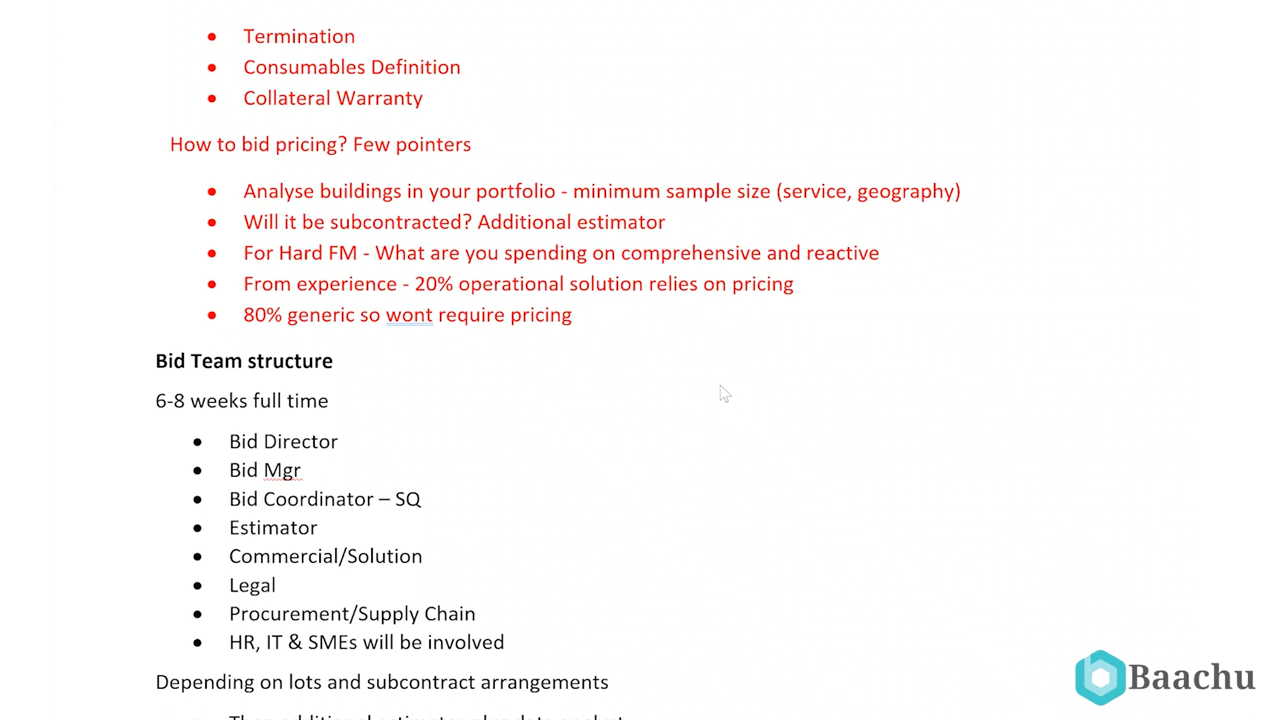 Termination
Consumables Definition
Collateral Warranty
How to bid pricing? Few pointers
Analyse buildings in your portfolio - minimum sample size (service, geography)
Will it be subcontracted? Additional estimator
For Hard FM - What are you spending on comprehensive and reactive
From experience - 20% operational solution relies on pricing
80% generic so wont require pricing
Bid Team structure
6-8 weeks full time
Bid Director
Bid Mgr
Bid Coordinator – SQ
Estimator
Commercial/Solution
Legal
Procurement/Supply Chain
HR, IT & SMEs will be involved
Depending on lots and subcontract arrangements
Baachu